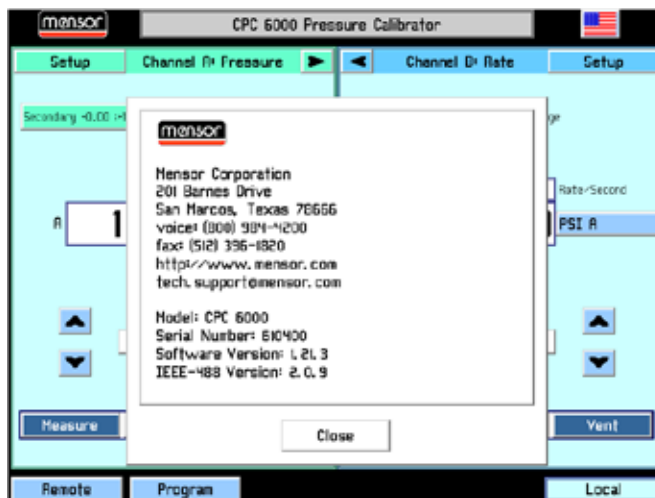 mensor
CPC 6000 Pressure Calibrator
Setup
Channel A: Pressure
Channel D: Rate
Setup
Secondary -0.00
ge
Rate/Second
A
1
PSI A
mensor
Mensor Corporation
201 Barnes Drive
San Marcos, Texas 78666
voice: (800) 984-4200
fax: (512) 396-1820
http://www.mensor.com
tech.support@mensor.com
Model: CPC 6000
Serial Number: 610400
Software Version: 1.21.3
IEEE-488 Version: 2.0.9
Close
Measure
Vent
Remote
Program
Local